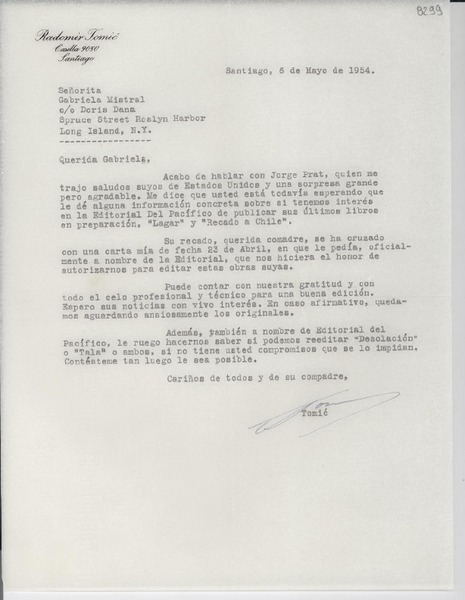 8299
Radomir Tomić
Casilla 9050
Santiago
Santiago, 6 de Mayo de 1954.
Señorita
Gabriela Mistral
c/o Doris Dana
Spruce Street Roslyn Harbor
Long Island, N.Y.
Querida Gabriela,
Acabo de hablar con Jorge Prat, quien me
trajo saludos suyos de Estados Unidos y una sorpresa grande
pero agradable. Me dice que usted está todavía esperando que
le dé alguna información concreta sobre si tenemos interés
en la Editorial Del Pacífico de publicar sus últimos libros
en preparación, "Lagar" y "Recado a Chile".
Su recado, querida comadre, se ha cruzado
con una carta mía de fecha 23 de Abril, en que le pedía, oficial-
mente a nombre de la Editorial, que nos hiciera el honor de
autorizarnos para editar estas obras suyas.
Puede contar con nuestra gratitud y con
todo el celo profesional y técnico para una buena edición.
Espero sus noticias con vivo interés. En caso afirmativo, queda-
mos aguardando ansiosamente los originales.
Además, también a nombre de Editorial del
Pacífico, le ruego hacernos saber si podemos reeditar "Desolación"
o "Tala" o ambos, si no tiene usted compromisos que se lo impidan.
Conteésteme tan luego le sea posible.
Cariños de todos y de su compadre,
Tomić